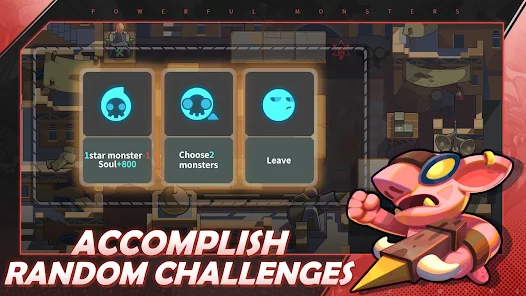 POWERFUL MONSTERS
1star monster-1
Soul+800
Choose2
monsters
Leave
ACCOMPLISH
RANDOM CHALLENGES